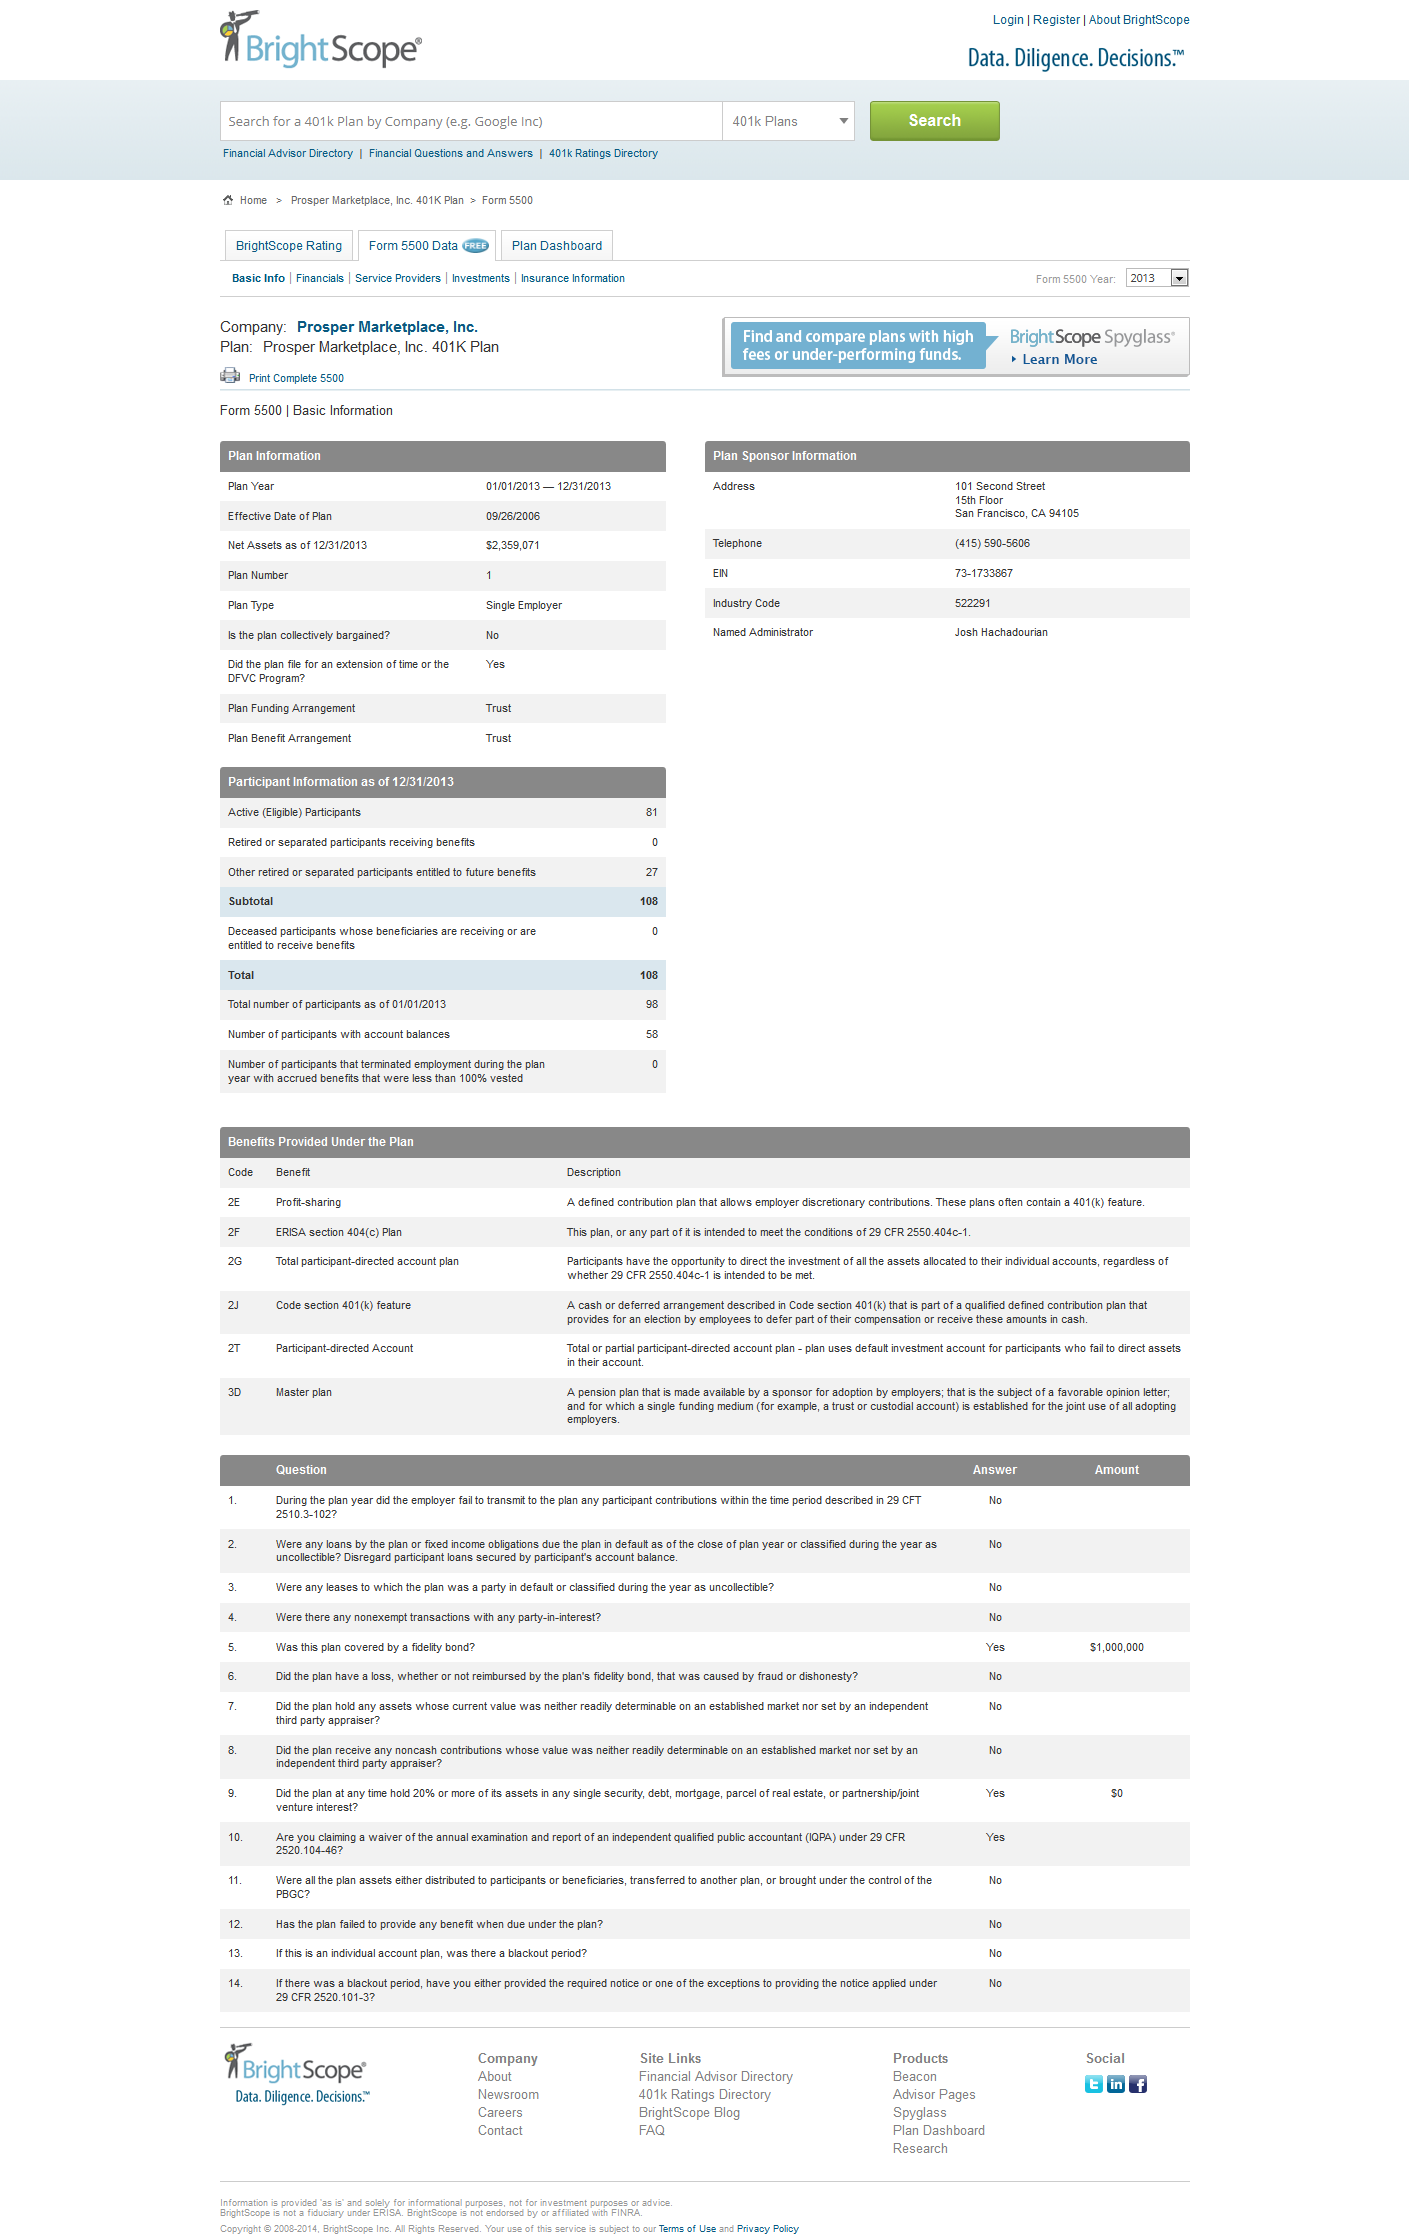 BrightScope®
Login | Register | About BrightScope
Data. Diligence. Decisions.™
Search for a 401k Plan by Company (e.g. Google Inc)
401k Plans
Search
Financial Advisor Directory | Financial Questions and Answers | 401k Ratings Directory
Home > Prosper Marketplace, Inc. 401K Plan > Form 5500
BrightScope Rating
Form 5500 Data FREE
Plan Dashboard
Basic Info | Financials | Service Providers | Investments | Insurance Information
Form 5500 Year: 2013
Company: Prosper Marketplace, Inc.
Plan: Prosper Marketplace, Inc. 401K Plan
Print Complete 5500
Find and compare plans with high
fees or under-performing funds.
BrightScope Spyglass®
Learn More
Form 5500 | Basic Information
Plan Information
Plan Year 01/01/2013 — 12/31/2013
Effective Date of Plan 09/26/2006
Net Assets as of 12/31/2013 $2,359,071
Plan Number 1
Plan Type Single Employer
Is the plan collectively bargained? No
Did the plan file for an extension of time or the Yes
DFVC Program?
Plan Funding Arrangement Trust
Plan Benefit Arrangement Trust
Plan Sponsor Information
Address 101 Second Street
15th Floor
San Francisco, CA 94105
Telephone (415) 590-5606
EIN 73-1733867
Industry Code 522291
Named Administrator Josh Hachadourian
Participant Information as of 12/31/2013
Active (Eligible) Participants 81
Retired or separated participants receiving benefits 0
Other retired or separated participants entitled to future benefits 27
Subtotal 108
Deceased participants whose beneficiaries are receiving or are 0
entitled to receive benefits
Total 108
Total number of participants as of 01/01/2013 98
Number of participants with account balances 58
Number of participants that terminated employment during the plan 0
year with accrued benefits that were less than 100% vested
Benefits Provided Under the Plan
Code Benefit Description
2E Profit-sharing A defined contribution plan that allows employer discretionary contributions. These plans often contain a 401(k) feature.
2F ERISA section 404(c) Plan This plan, or any part of it is intended to meet the conditions of 29 CFR 2550.404c-1.
2G Total participant-directed account plan Participants have the opportunity to direct the investment of all the assets allocated to their individual accounts, regardless of
whether 29 CFR 2550.404c-1 is intended to be met.
2J Code section 401(k) feature A cash or deferred arrangement described in Code section 401(k) that is part of a qualified defined contribution plan that
provides for an election by employees to defer part of their compensation or receive these amounts in cash.
2T Participant-directed Account Total or partial participant-directed account plan - plan uses default investment account for participants who fail to direct assets
in their account.
3D Master plan A pension plan that is made available by a sponsor for adoption by employers; that is the subject of a favorable opinion letter;
and for which a single funding medium (for example, a trust or custodial account) is established for the joint use of all adopting
employers.
Question Answer Amount
1. During the plan year did the employer fail to transmit to the plan any participant contributions within the time period described in 29 CFT No
2510.3-102?
2. Were any loans by the plan or fixed income obligations due the plan in default as of the close of plan year or classified during the year as No
uncollectible? Disregard participant loans secured by participant's account balance.
3. Were any leases to which the plan was a party in default or classified during the year as uncollectible? No
4. Were there any nonexempt transactions with any party-in-interest? No
5. Was this plan covered by a fidelity bond? Yes $1,000,000
6. Did the plan have a loss, whether or not reimbursed by the plan's fidelity bond, that was caused by fraud or dishonesty? No
7. Did the plan hold any assets whose current value was neither readily determinable on an established market nor set by an independent No
third party appraiser?
8. Did the plan receive any noncash contributions whose value was neither readily determinable on an established market nor set by an No
independent third party appraiser?
9. Did the plan at any time hold 20% or more of its assets in any single security, debt, mortgage, parcel of real estate, or partnership/joint Yes $0
venture interest?
10. Are you claiming a waiver of the annual examination and report of an independent qualified public accountant (IQPA) under 29 CFR Yes
2520.104-46?
11. Were all the plan assets either distributed to participants or beneficiaries, transferred to another plan, or brought under the control of the No
PBGC?
12. Has the plan failed to provide any benefit when due under the plan? No
13. If this is an individual account plan, was there a blackout period? No
14. If there was a blackout period, have you either provided the required notice or one of the exceptions to providing the notice applied under No
29 CFR 2520.101-3?
BrightScope®
Data. Diligence. Decisions.™
Company
About
Newsroom
Careers
Contact
Site Links
Financial Advisor Directory
401k Ratings Directory
BrightScope Blog
FAQ
Products
Beacon
Advisor Pages
Spyglass
Plan Dashboard
Research
Social
Information is provided 'as is' and solely for informational purposes, not for investment purposes or advice.
BrightScope is not a fiduciary under ERISA. BrightScope is not endorsed by or affiliated with FINRA.
Copyright © 2008-2014, BrightScope Inc. All Rights Reserved. Your use of this service is subject to our Terms of Use and Privacy Policy